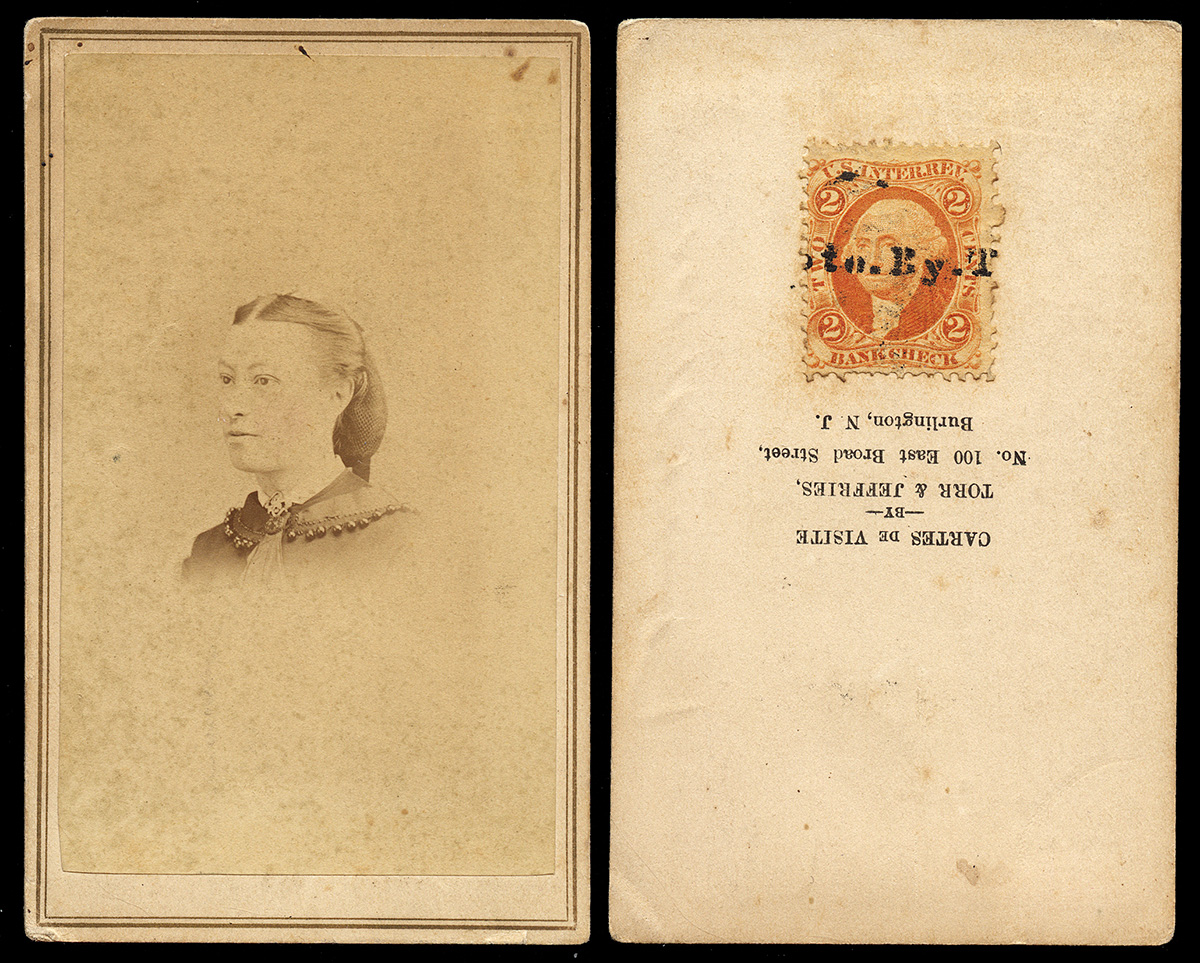 U.S. INTER. REV.
2 2
TWO CENTS
oto. By. T
2 2
BANK CHECK
CARTES DE VISITE
—BY—
TORR & JEFFRIES,
No. 100 East Broad Street,
Burlington, N. J.